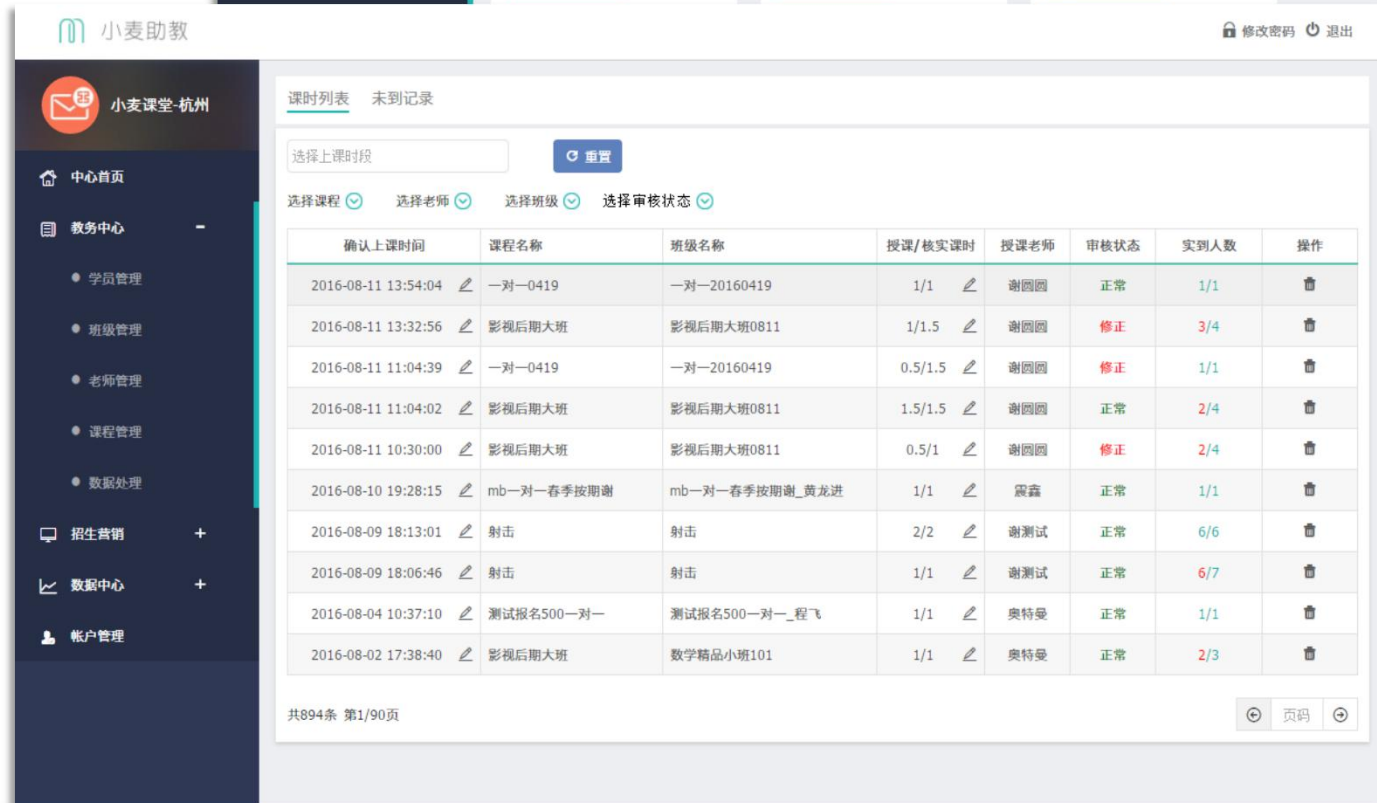 小麦助教
修改密码 退出
小麦课堂-杭州
课时列表 未到记录
选择上课时段 重置
中心首页
选择课程 选择老师 选择班级 选择审核状态
教务中心
学员管理
班级管理
老师管理
课程管理
数据处理
招生营销
数据中心
帐户管理
确认上课时间 课程名称 班级名称 授课/核实课时 授课老师 审核状态 实到人数 操作
2016-08-11 13:54:04 一对一0419 一对一20160419 1/1 谢圆圆 正常 1/1
2016-08-11 13:32:56 影视后期大班 影视后期大班0811 1/1.5 谢圆圆 修正 3/4
2016-08-11 11:04:39 一对一0419 一对一20160419 0.5/1.5 谢圆圆 修正 1/1
2016-08-11 11:04:02 影视后期大班 影视后期大班0811 1.5/1.5 谢圆圆 正常 2/4
2016-08-11 10:30:00 影视后期大班 影视后期大班0811 0.5/1 谢圆圆 修正 2/4
2016-08-10 19:28:15 mb一对一春季按期谢 mb一对一春季按期谢_黄龙进 1/1 震鑫 正常 1/1
2016-08-09 18:13:01 射击 射击 2/2 谢测试 正常 6/6
2016-08-09 18:06:46 射击 射击 1/1 谢测试 正常 6/7
2016-08-04 10:37:10 测试报名500一对一 测试报名500一对一_程飞 1/1 奥特曼 正常 1/1
2016-08-02 17:38:40 影视后期大班 数学精品小班101 1/1 奥特曼 正常 2/3
共894条 第1/90页 页码